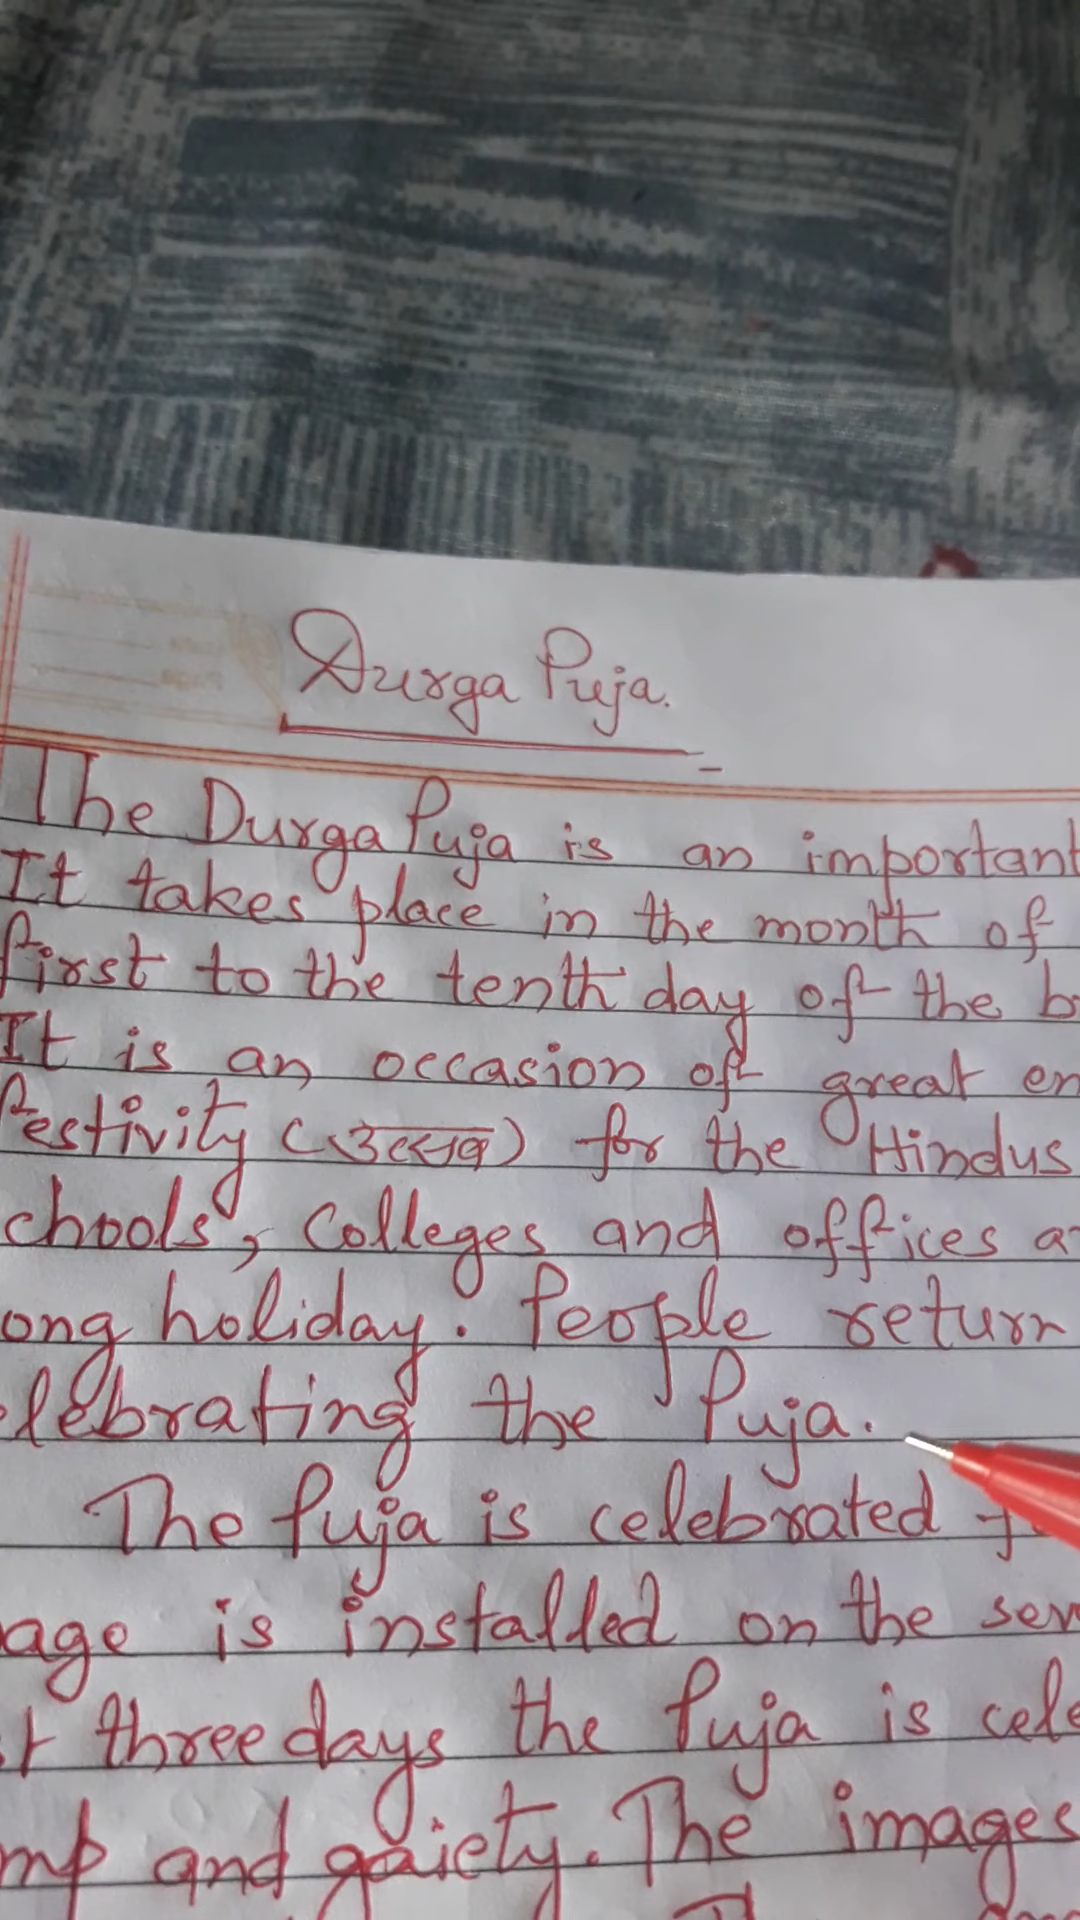 Durga Puja.
The Durga Puja is an important
It takes place in the month of
first to the tenth day of the
It is an occasion of great
festivity (उत्सव) for the Hindus
chools, Colleges and offices
ong holiday. People return
lebrating the Puja.
The Puja is celebrated
age is installed on the
three days the Puja is cele
mp and gaiety. The images